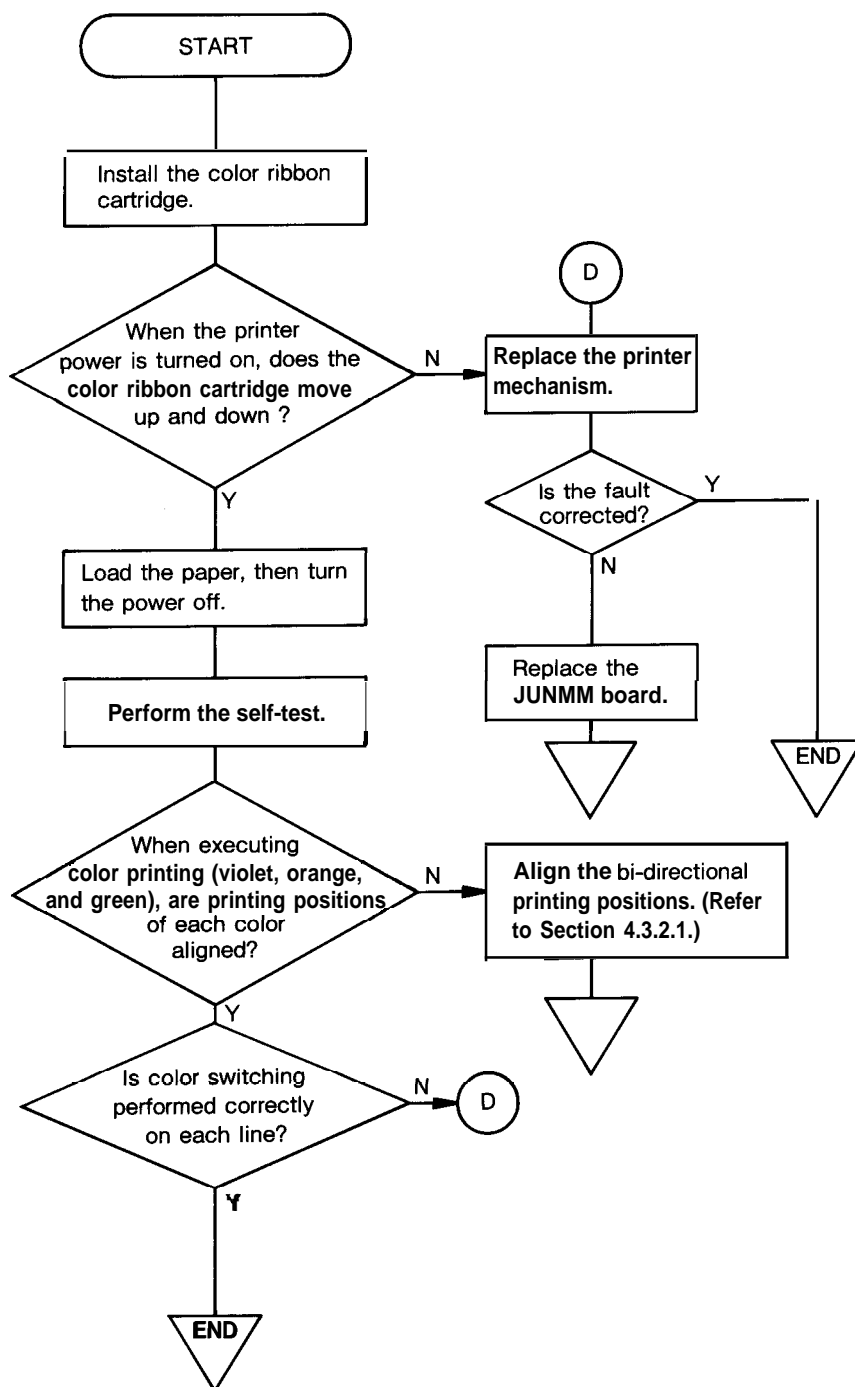 START
Install the color ribbon
cartridge.
When the printer
power is turned on, does the
color ribbon cartridge move
up and down ?
N
Y
D
Replace the printer
mechanism.
Is the fault
corrected?
Y
N
Replace the
JUNMM board.
END
Load the paper, then turn
the power off.
Perform the self-test.
When executing
color printing (violet, orange,
and green), are printing positions
of each color
aligned?
N
Y
Align the bi-directional
printing positions. (Refer
to Section 4.3.2.1.)
Is color switching
performed correctly
on each line?
N
D
Y
END